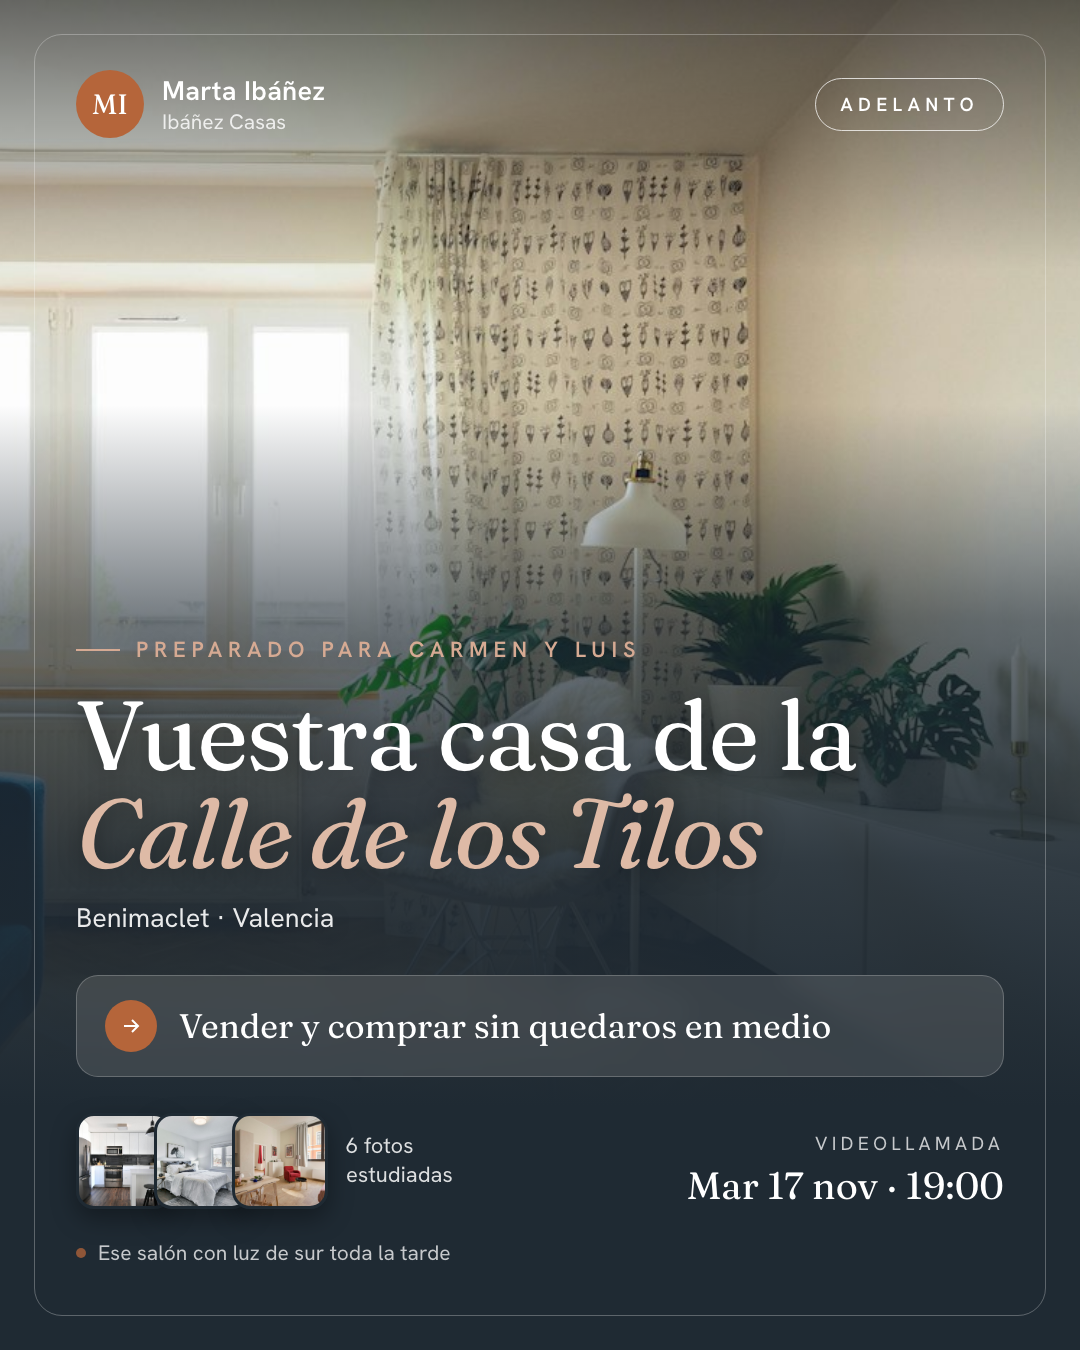 MI
Marta Ibáñez
Ibáñez Casas
ADELANTO
PREPARADO PARA CARMEN Y LUIS
Vuestra casa de la
Calle de los Tilos
Benimaclet · Valencia
→ Vender y comprar sin quedaros en medio
6 fotos
estudiadas
VIDEOLLAMADA
Mar 17 nov · 19:00
Ese salón con luz de sur toda la tarde